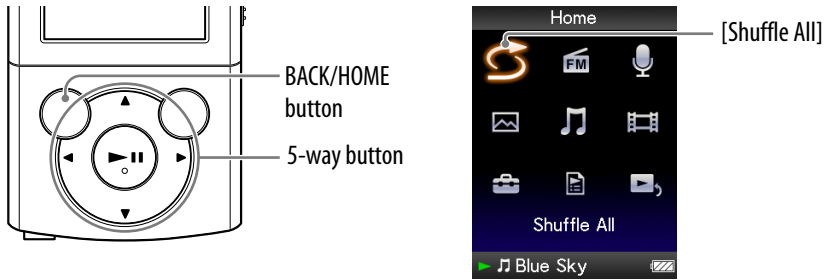 BACK/HOME
button
5-way button
Home
[Shuffle All]
FM
Shuffle All
Blue Sky